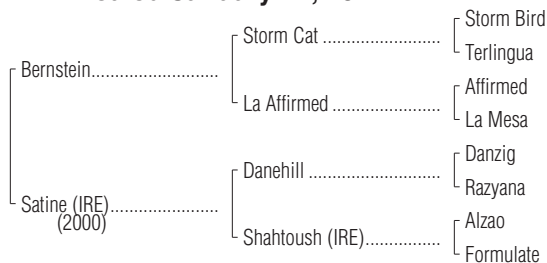 Storm Bird
Storm Cat ........................
Terlingua
Bernstein..................................
Affirmed
La Affirmed .............................
La Mesa
Danzig
Danehill ...................................
Razyana
Satine (IRE)............................
(2000)
Alzao
Shahtoush (IRE)....................
Formulate